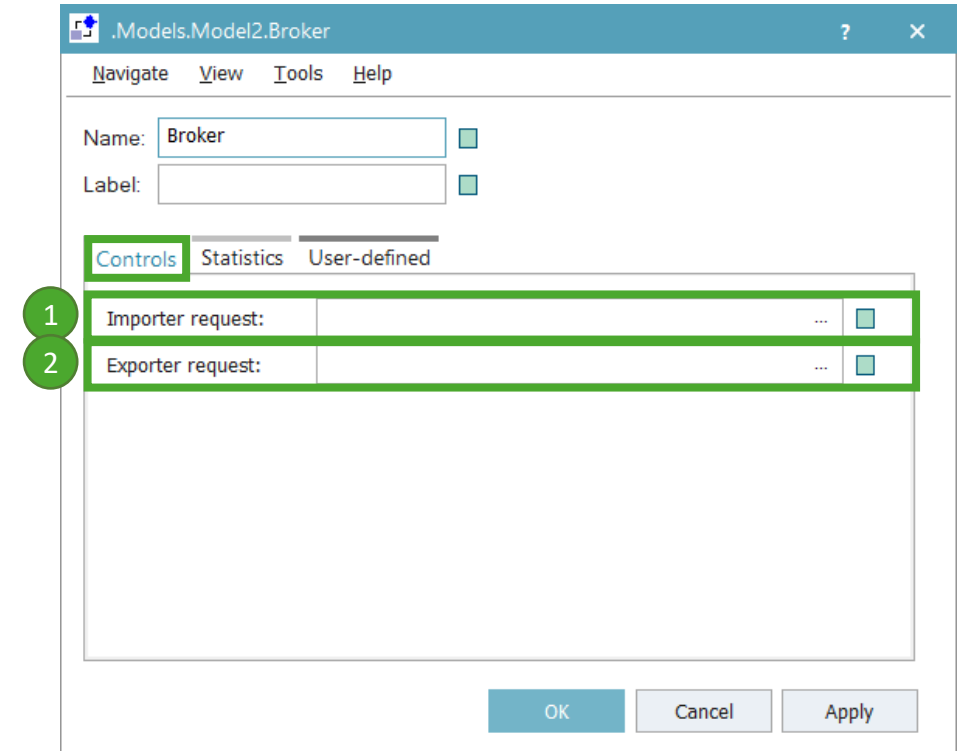 .Models.Model2.Broker ? ×
Navigate View Tools Help
Name: Broker
Label:
Controls Statistics User-defined
1 Importer request: ...
2 Exporter request: ...
OK Cancel Apply